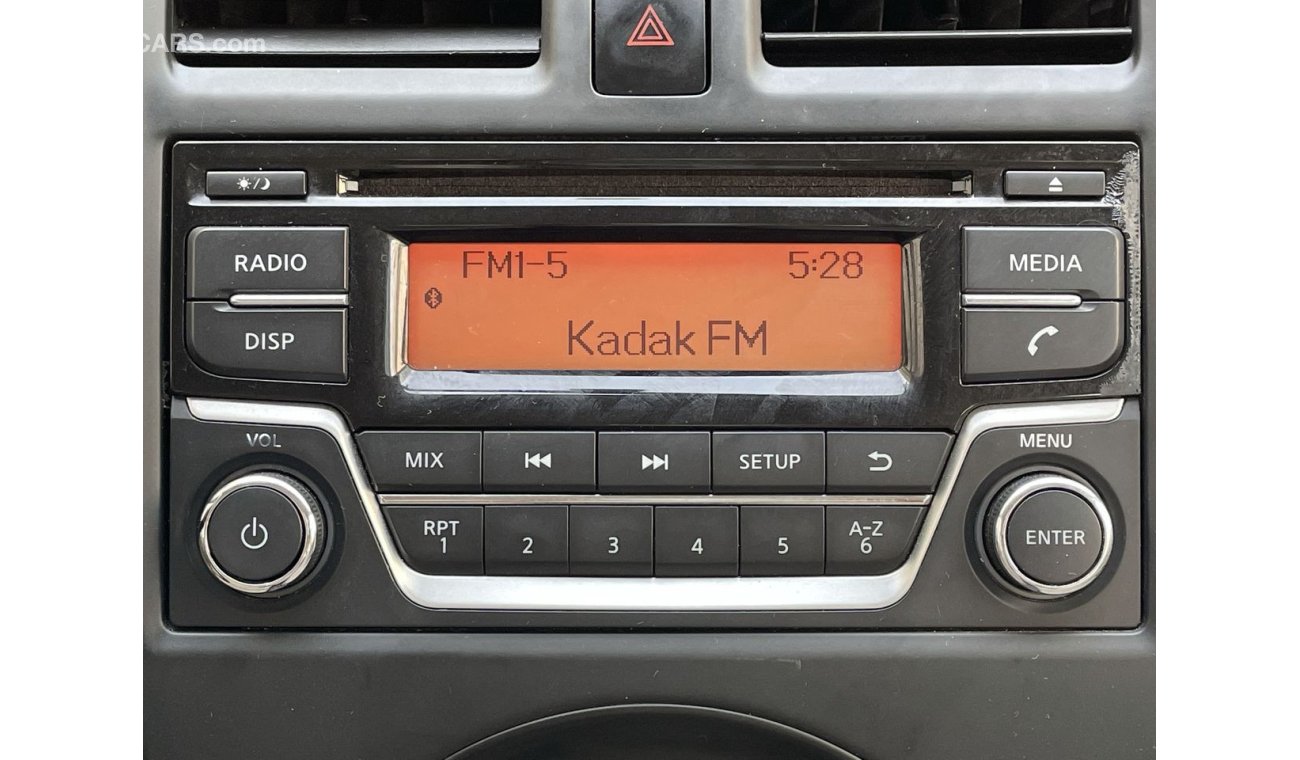 CARS.com
RADIO
FM1-5 5:28
MEDIA
DISP
Kadak FM
VOL
MENU
MIX
SETUP
RPT
1
2
3
4
5
A-Z
6
ENTER